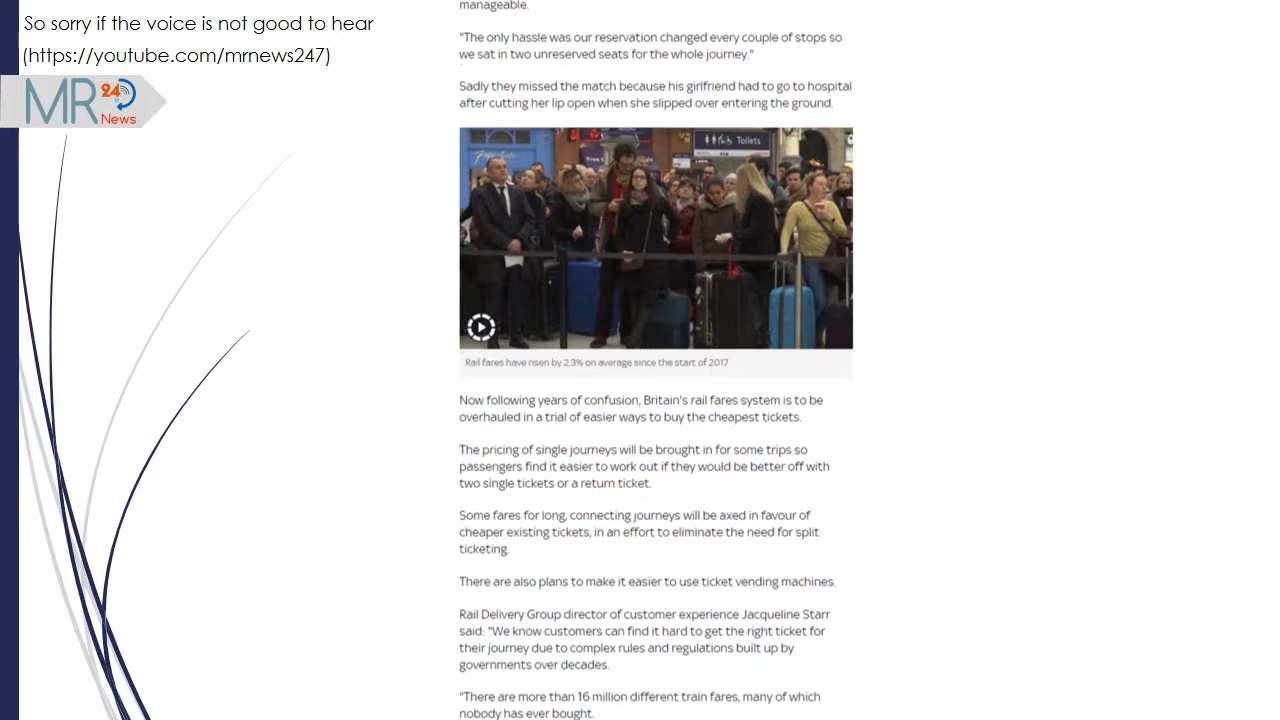 So sorry if the voice is not good to hear
(https://youtube.com/mrnews247)
MR 24
News
manageable.
"The only hassle was our reservation changed every couple of stops so
we sat in two unreserved seats for the whole journey."
Sadly they missed the match because his girlfriend had to go to hospital
after cutting her lip open when she slipped over entering the ground.
Toilets
Rail fares have risen by 2.3% on average since the start of 2017
Now following years of confusion, Britain's rail fares system is to be
overhauled in a trial of easier ways to buy the cheapest tickets.
The pricing of single journeys will be brought in for some trips so
passengers find it easier to work out if they would be better off with
two single tickets or a return ticket.
Some fares for long, connecting journeys will be axed in favour of
cheaper existing tickets, in an effort to eliminate the need for split
ticketing.
There are also plans to make it easier to use ticket vending machines.
Rail Delivery Group director of customer experience Jacqueline Starr
said: "We know customers can find it hard to get the right ticket for
their journey due to complex rules and regulations built up by
governments over decades.
"There are more than 16 million different train fares, many of which
nobody has ever bought.